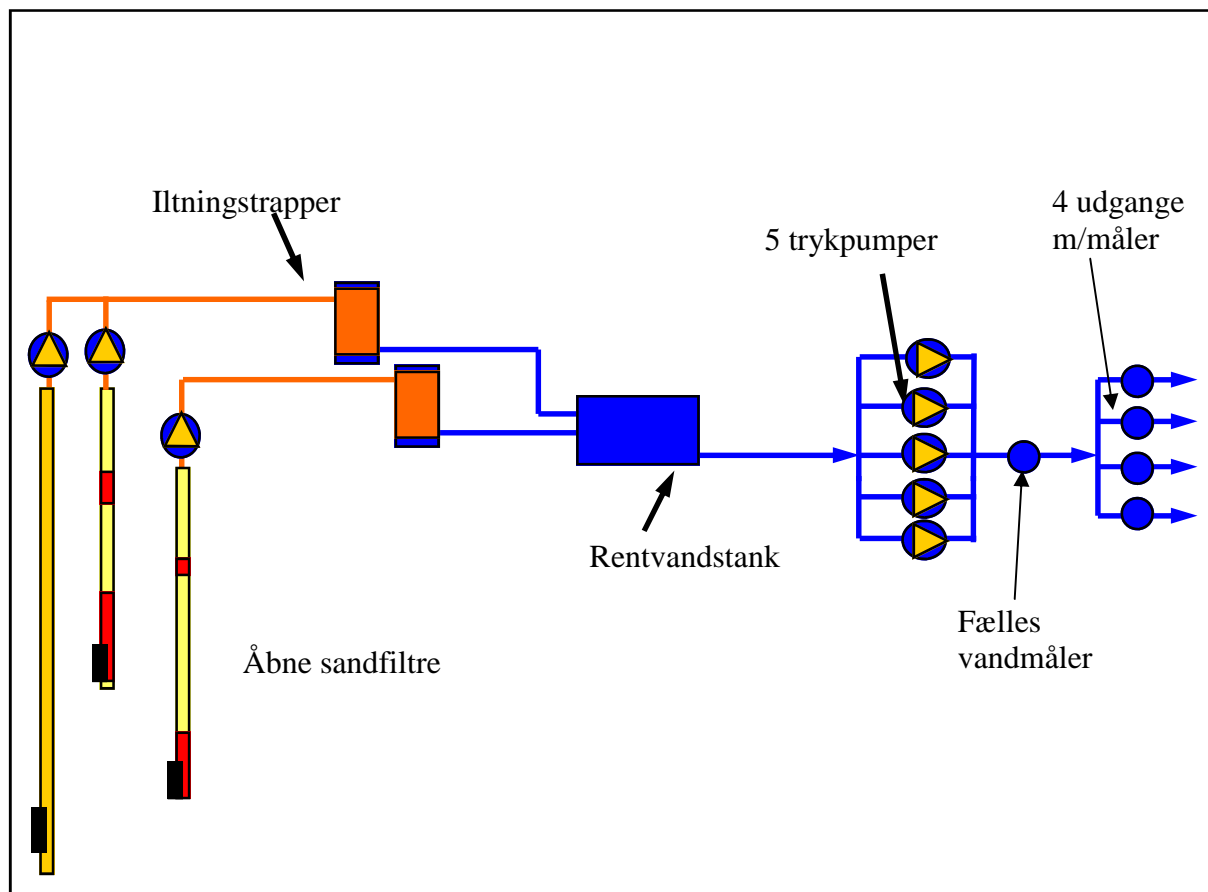 Iltningstrapper
5 trykpumper
4 udgange
m/måler
Rentvandstank
Fælles
vandmåler
Åbne sandfiltre